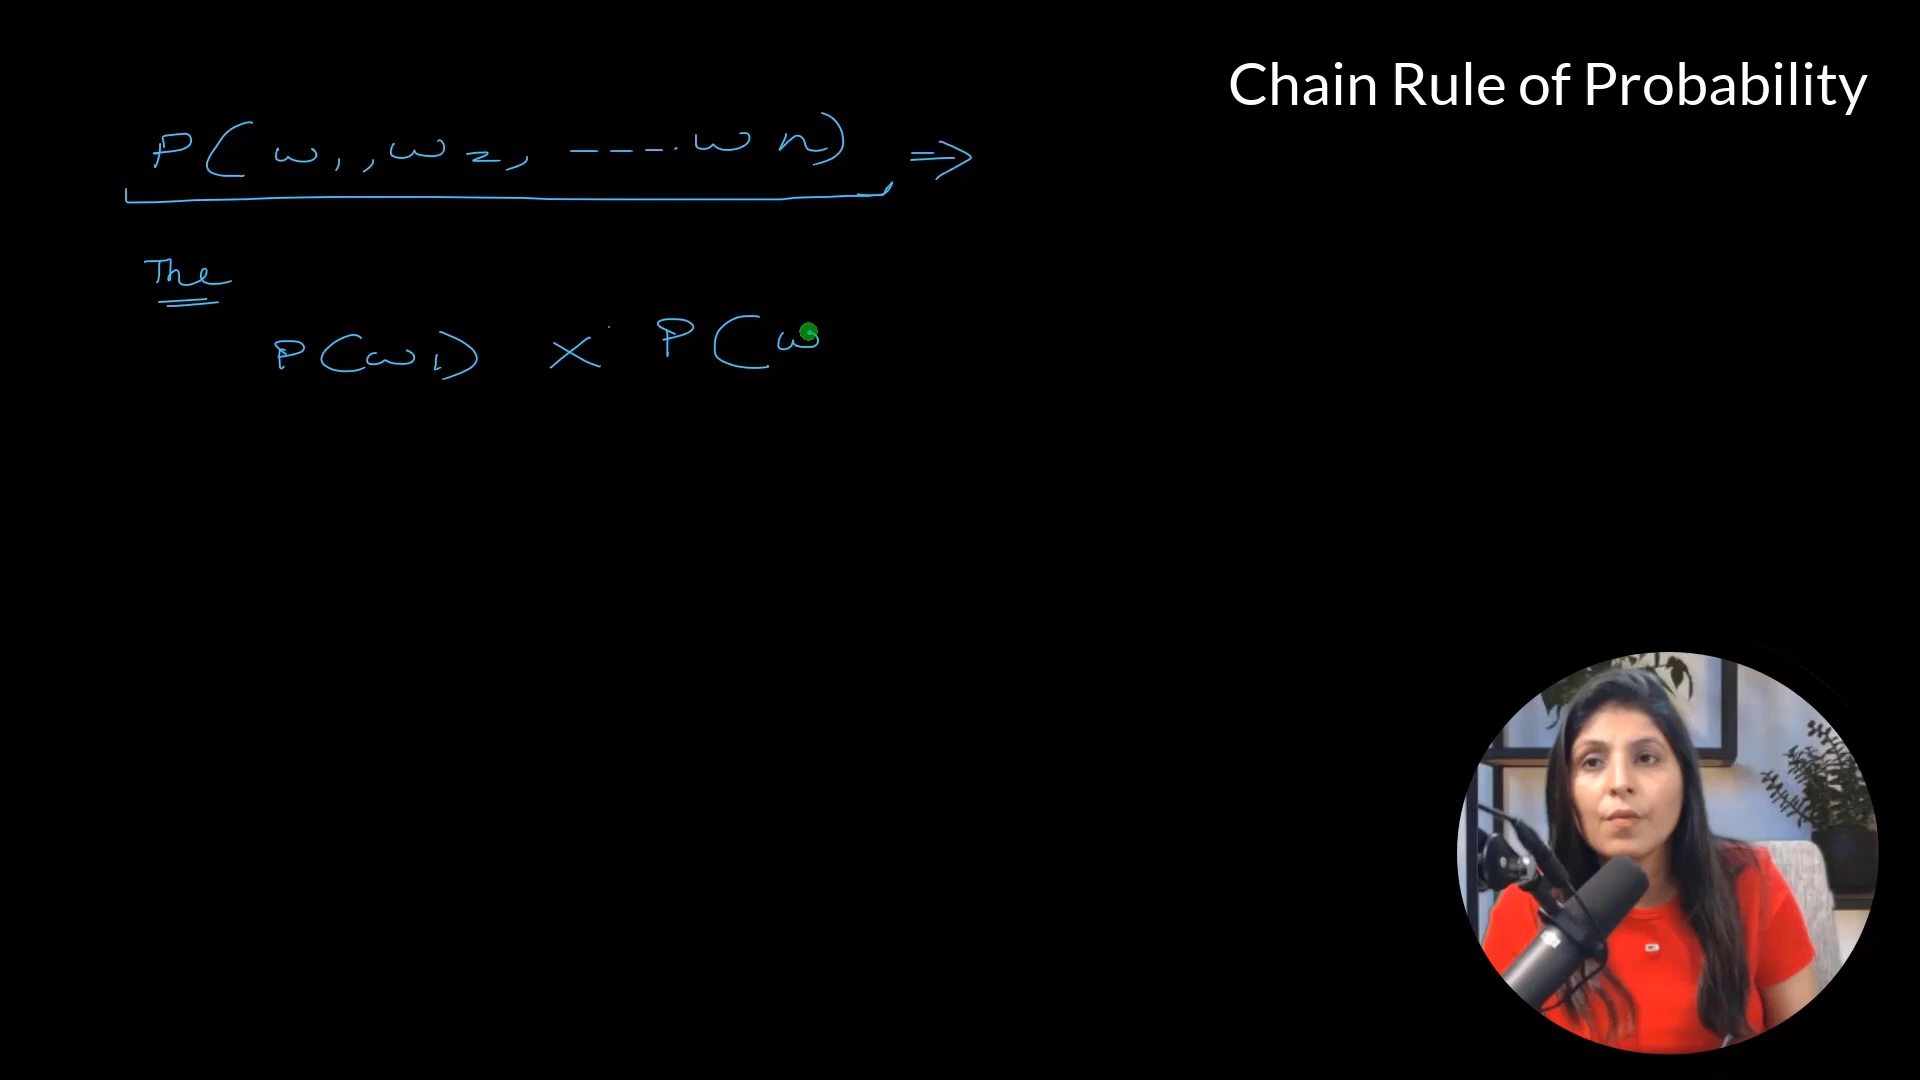 Chain Rule of Probability
P(w1, w2, ----. wn) ⇒
The
P(w1) × P(w